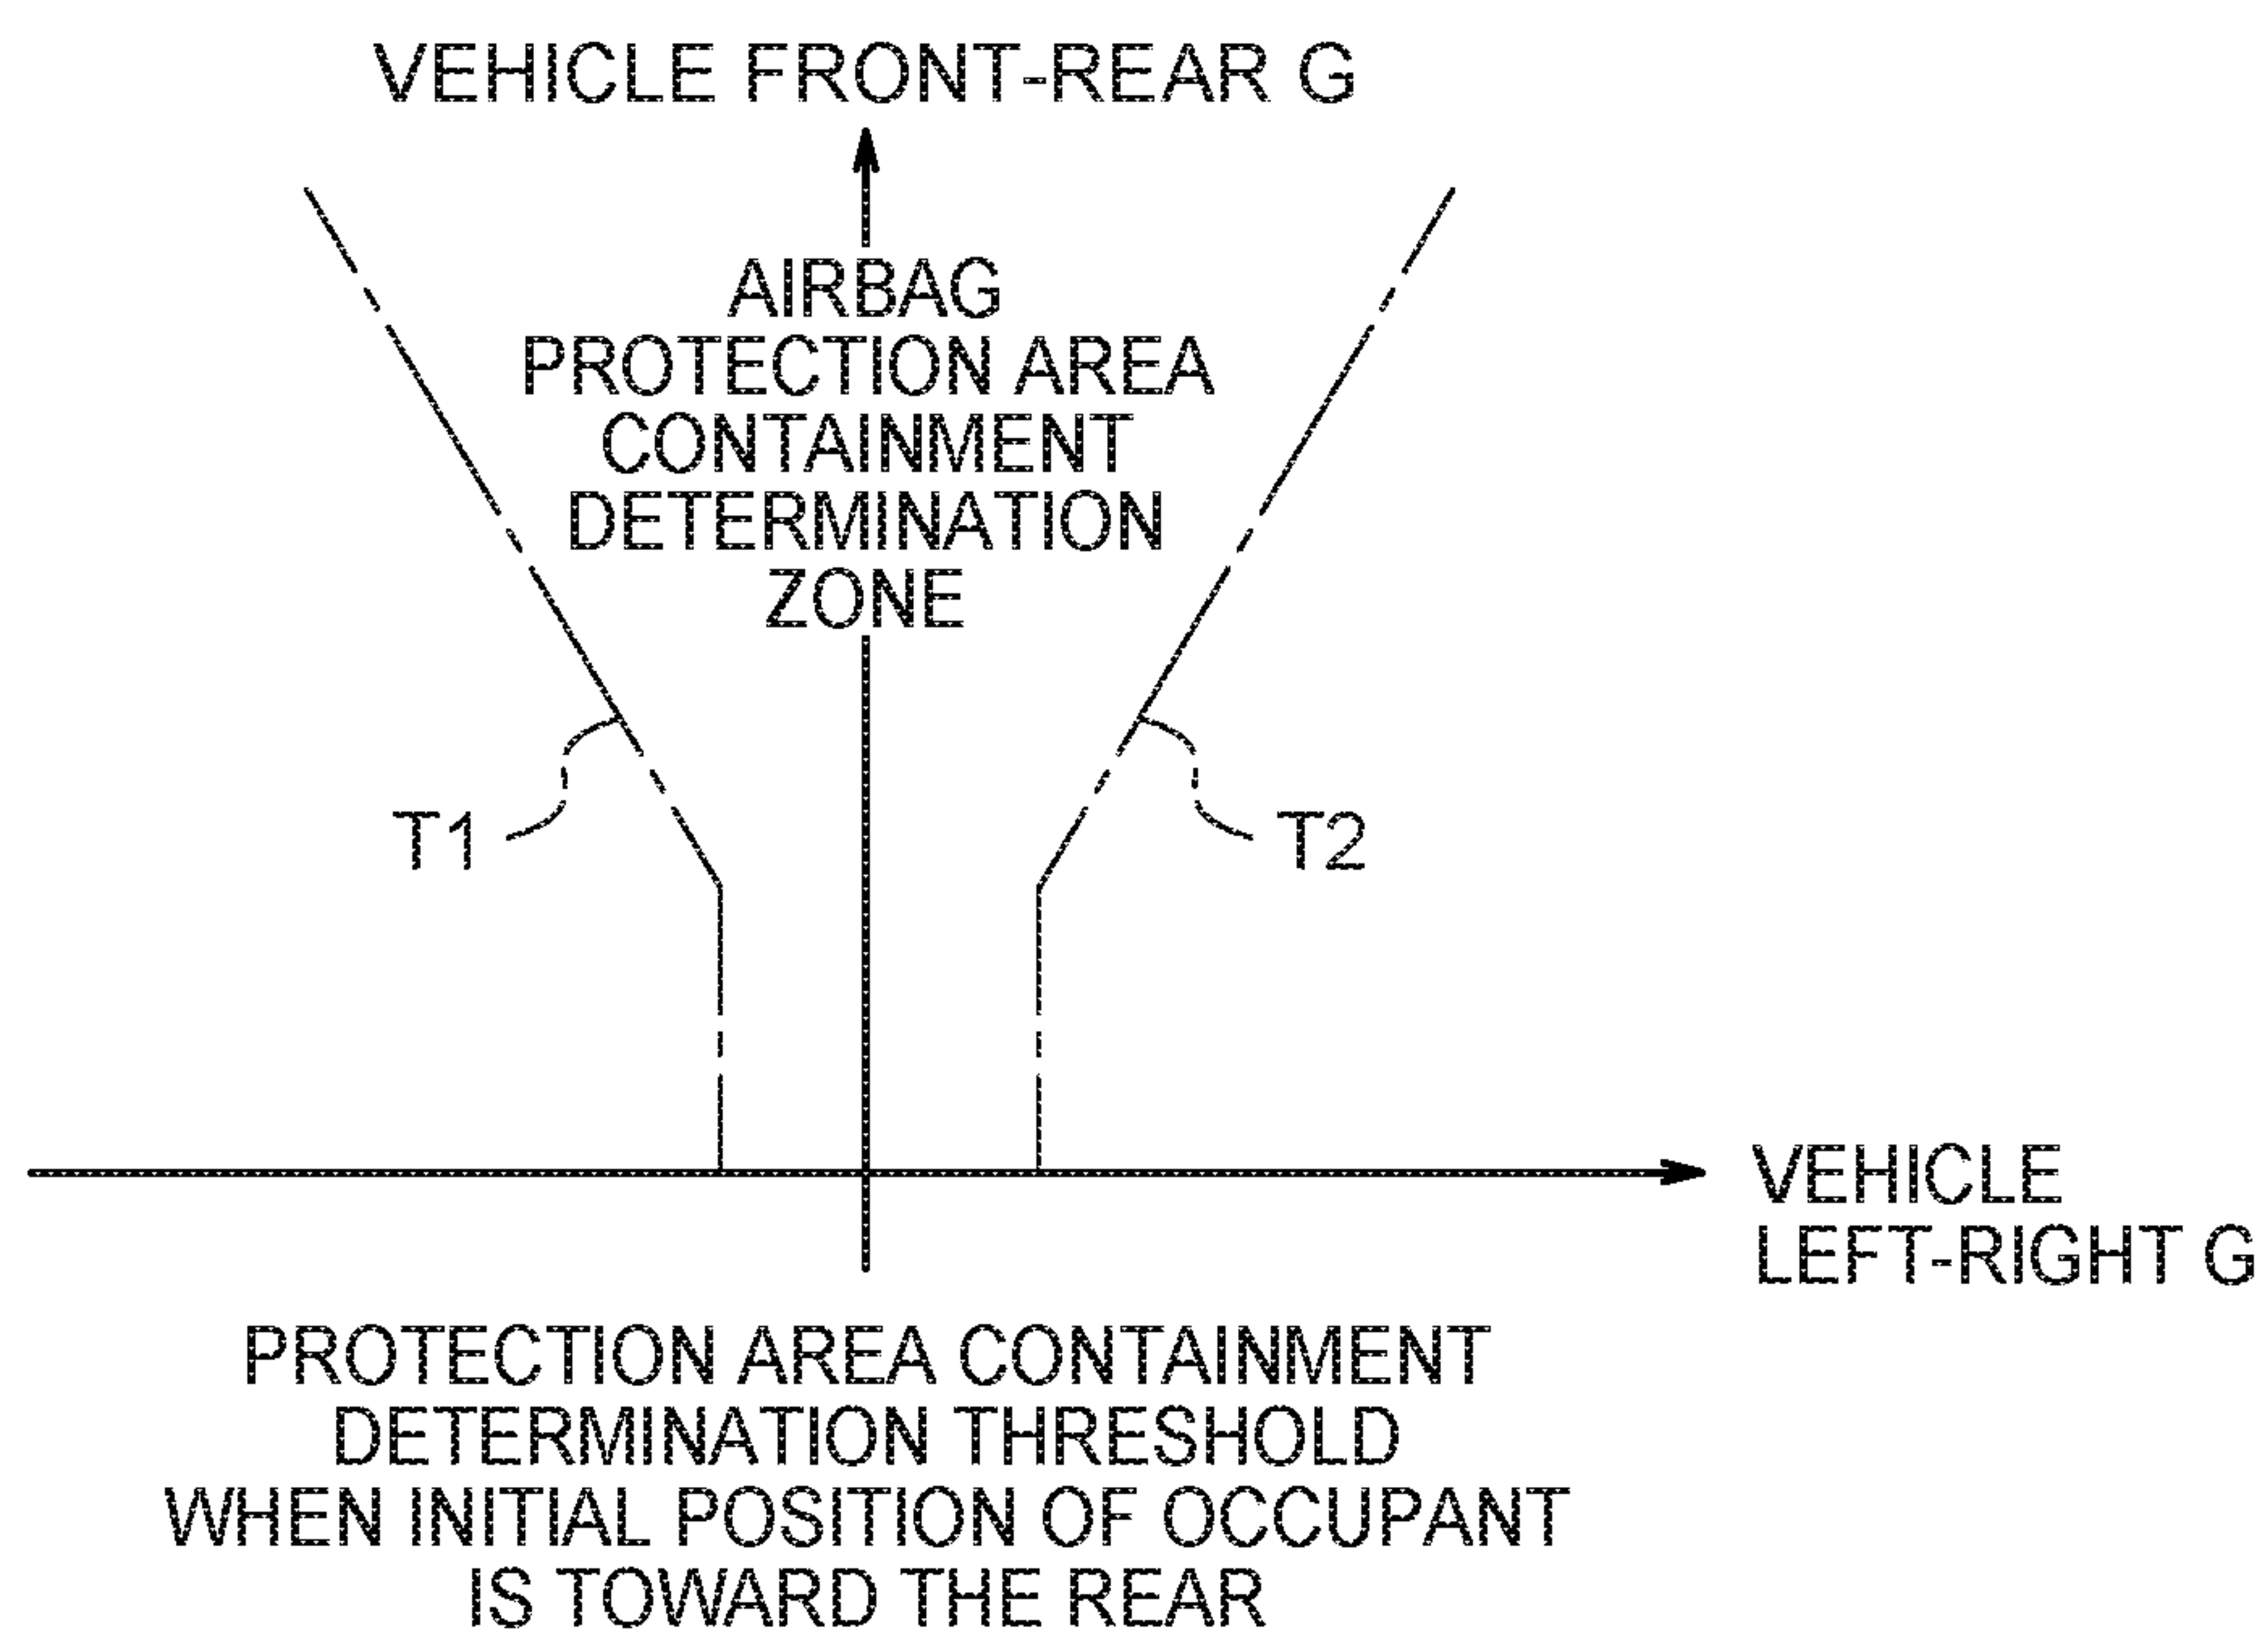 VEHICLE FRONT-REAR G
AIRBAG
PROTECTION AREA
CONTAINMENT
DETERMINATION
ZONE
T1
T2
VEHICLE
LEFT-RIGHT G
PROTECTION AREA CONTAINMENT
DETERMINATION THRESHOLD
WHEN INITIAL POSITION OF OCCUPANT
IS TOWARD THE REAR